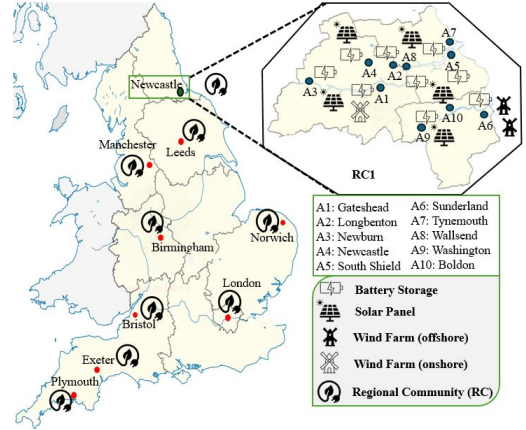 Newcastle
Manchester
Leeds
Birmingham
Norwich
London
Bristol
Exeter
Plymouth
A7
A8
A5
A4
A2
A3
A1
A10
A6
A9
RC1
A1: Gateshead
A2: Longbenton
A3: Newburn
A4: Newcastle
A5: South Shield
A6: Sunderland
A7: Tynemouth
A8: Wallsend
A9: Washington
A10: Boldon
Battery Storage
Solar Panel
Wind Farm (offshore)
Wind Farm (onshore)
Regional Community (RC)